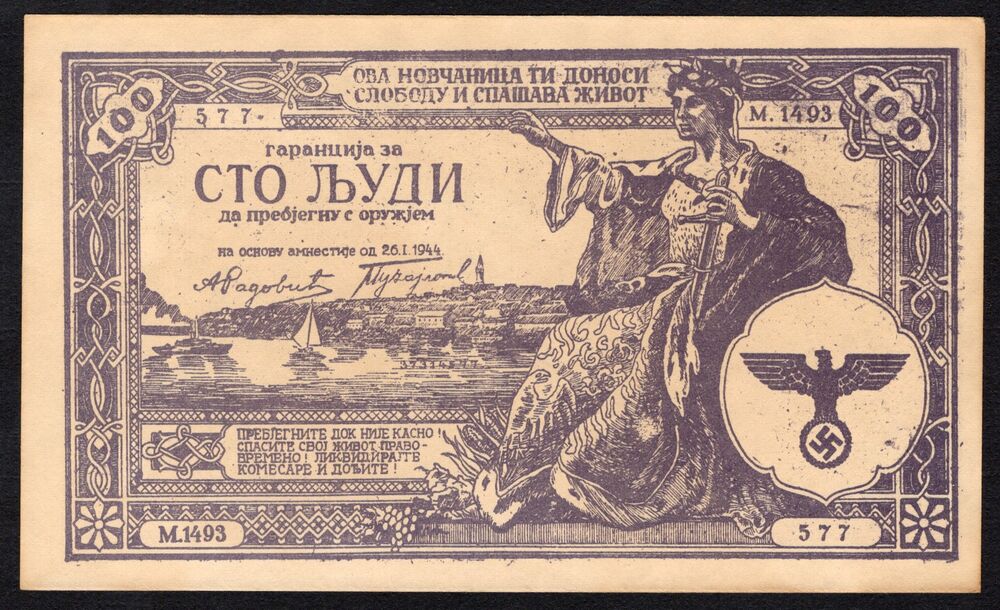 ОВА НОВЧАНИЦА ТИ ДОНОСИ
СЛОБОДУ И СПАШАВА ЖИВОТ
100
577
М. 1493
100
гаранција за
СТО ЉУДИ
да пребјегну с оружјем
на основу амнестије од 26.I.1944
АРадовић
ПРЕБЈЕГНИТЕ ДОК НИЈЕ КАСНО!
СПАСИТЕ СВОЈ ЖИВОТ ПРАВО-
ВРЕМЕНО! ЛИКВИДИРАЈТЕ
КОМЕСАРЕ И ДОЂИТЕ!
М.1493
577